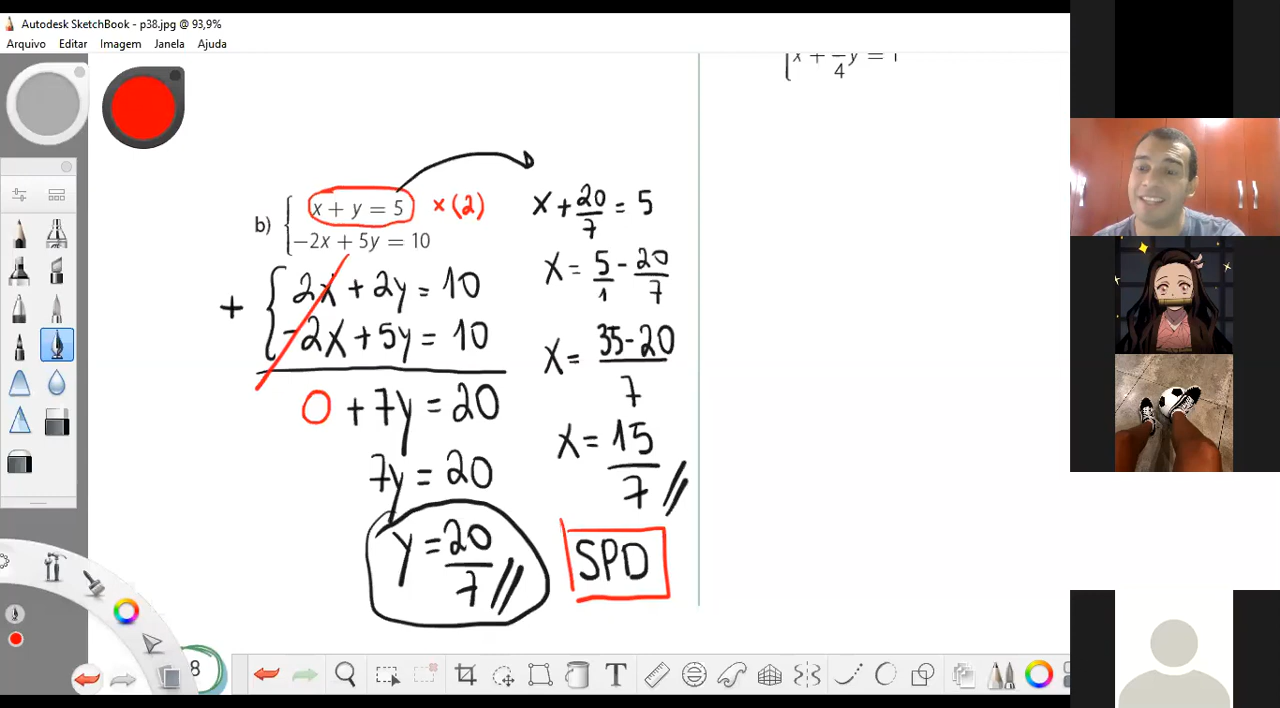 Autodesk SketchBook - p38.jpg @ 93,9%
Arquivo Editar Imagem Janela Ajuda
b) x + y = 5 x (2)
-2x + 5y = 10
+ 2x + 2y = 10
-2x + 5y = 10
0 + 7y = 20
7y = 20
y = 20/7 //
x + 20/7 = 5
x = 5/1 - 20/7
x = 35-20/7
x = 15/7 //
SPD
4
y = 1
8
T